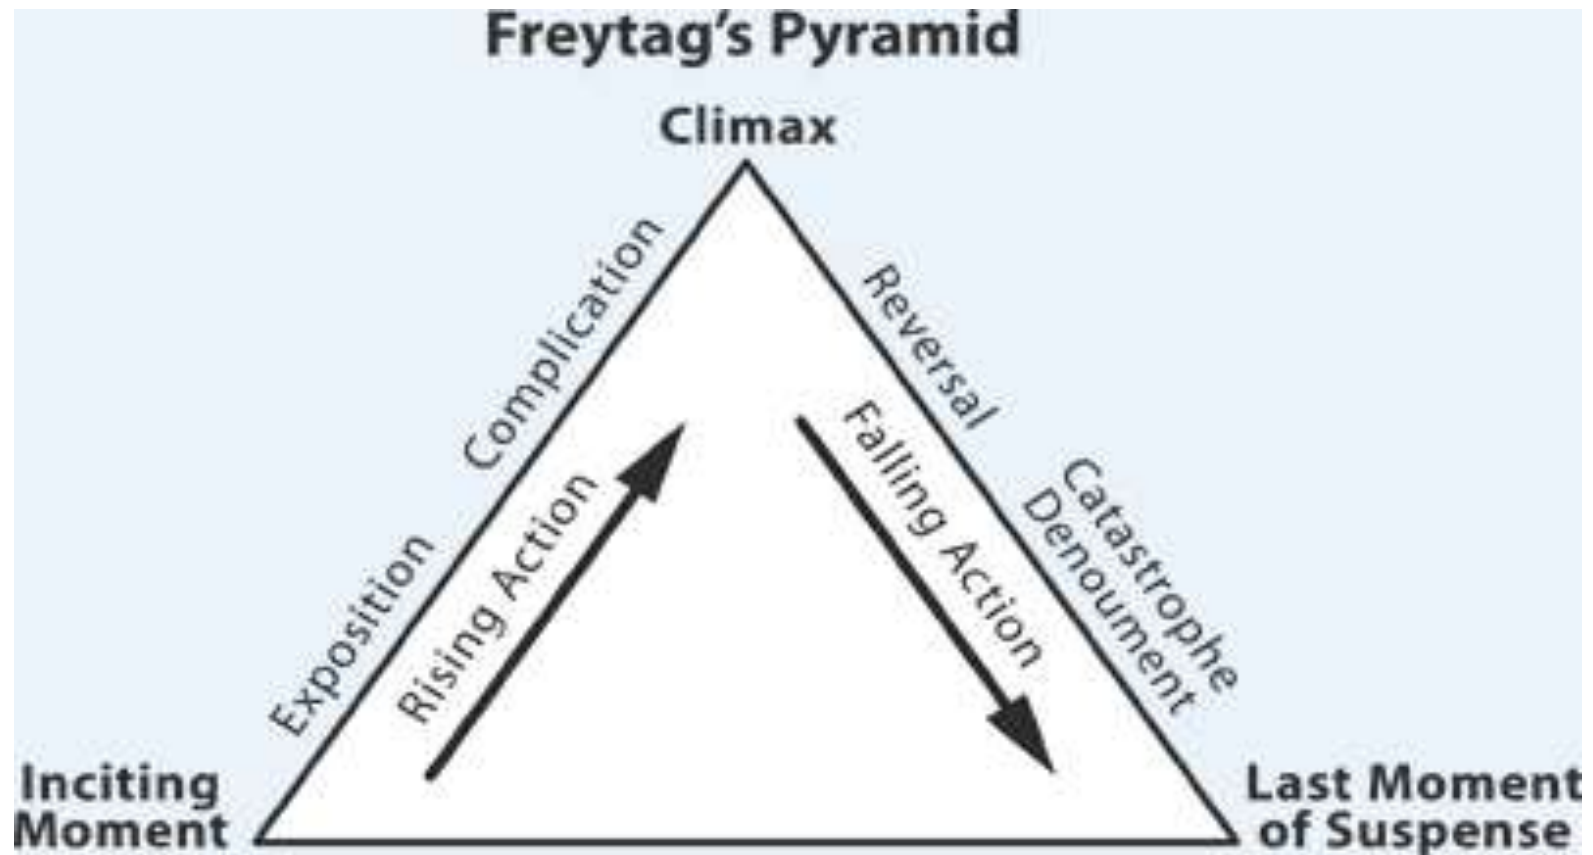 Freytag's Pyramid
Climax
Complication
Reversal
Exposition
Rising Action
Falling Action
Catastrophe
Denoument
Inciting
Moment
Last Moment
of Suspense